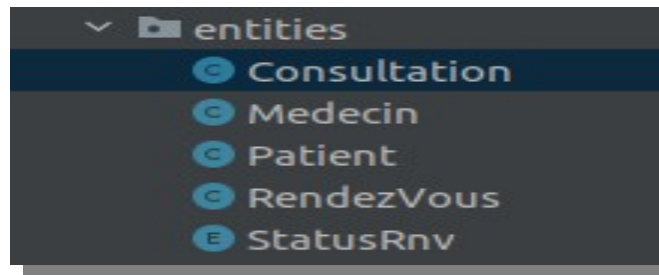 entities
C Consultation
C Medecin
C Patient
C RendezVous
E StatusRnv